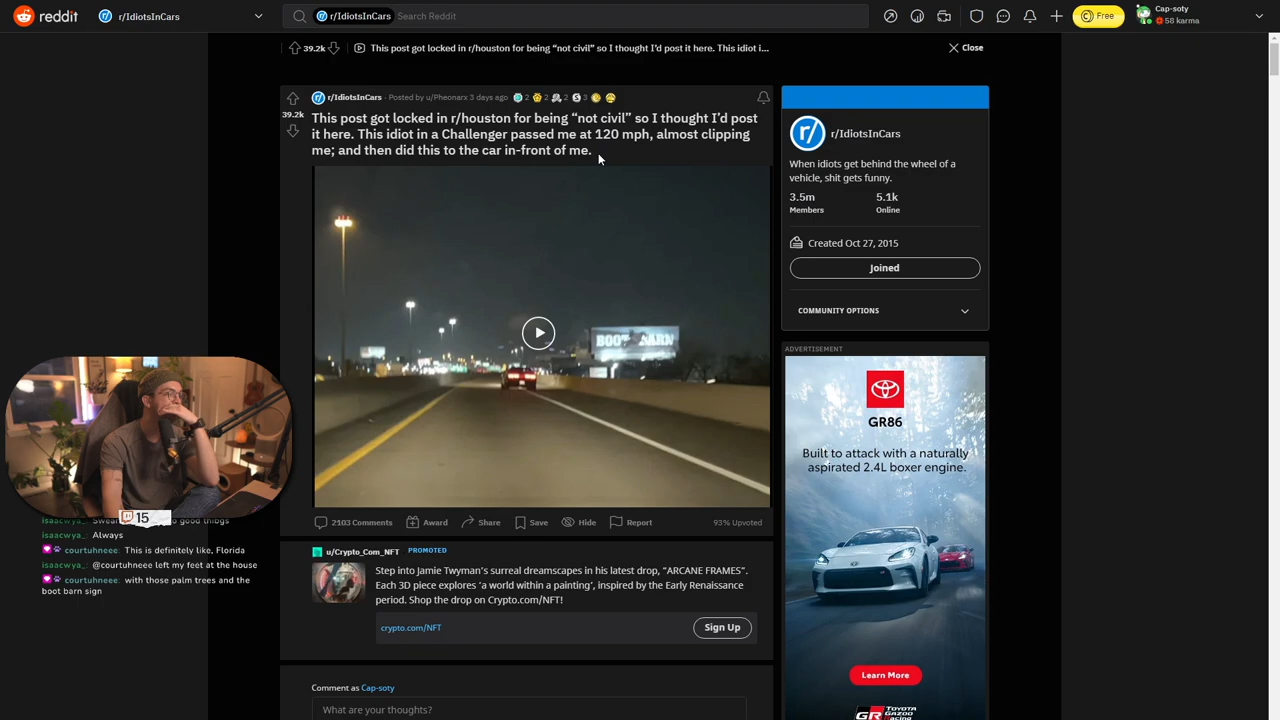 reddit
r/IdiotsInCars
r/IdiotsInCars
Search Reddit
Free
Cap-soty
58 karma
39.2k
This post got locked in r/houston for being “not civil” so I thought I’d post it here. This idiot i...
Close
r/IdiotsInCars · Posted by u/Pheonarx 3 days ago
2
2
2
3
39.2k
This post got locked in r/houston for being “not civil” so I thought I’d post
it here. This idiot in a Challenger passed me at 120 mph, almost clipping
me; and then did this to the car in-front of me.
BOOT BARN
2103 Comments
Award
Share
Save
Hide
Report
93% Upvoted
u/Crypto_Com_NFT
PROMOTED
Step into Jamie Twyman’s surreal dreamscapes in his latest drop, “ARCANE FRAMES”.
Each 3D piece explores ‘a world within a painting’, inspired by the Early Renaissance
period. Shop the drop on Crypto.com/NFT!
crypto.com/NFT
Sign Up
Comment as Cap-soty
What are your thoughts?
r/
r/IdiotsInCars
When idiots get behind the wheel of a
vehicle, shit gets funny.
3.5m
5.1k
Members
Online
Created Oct 27, 2015
Joined
COMMUNITY OPTIONS
ADVERTISEMENT
GR86
Built to attack with a naturally
aspirated 2.4L boxer engine.
Learn More
GR
TOYOTA
GAZOO
Racing
15
isaacwya_: Always
courtuhneee: This is definitely like, Florida
isaacwya_: @courtuhneee left my feet at the house
courtuhneee: with those palm trees and the
boot barn sign